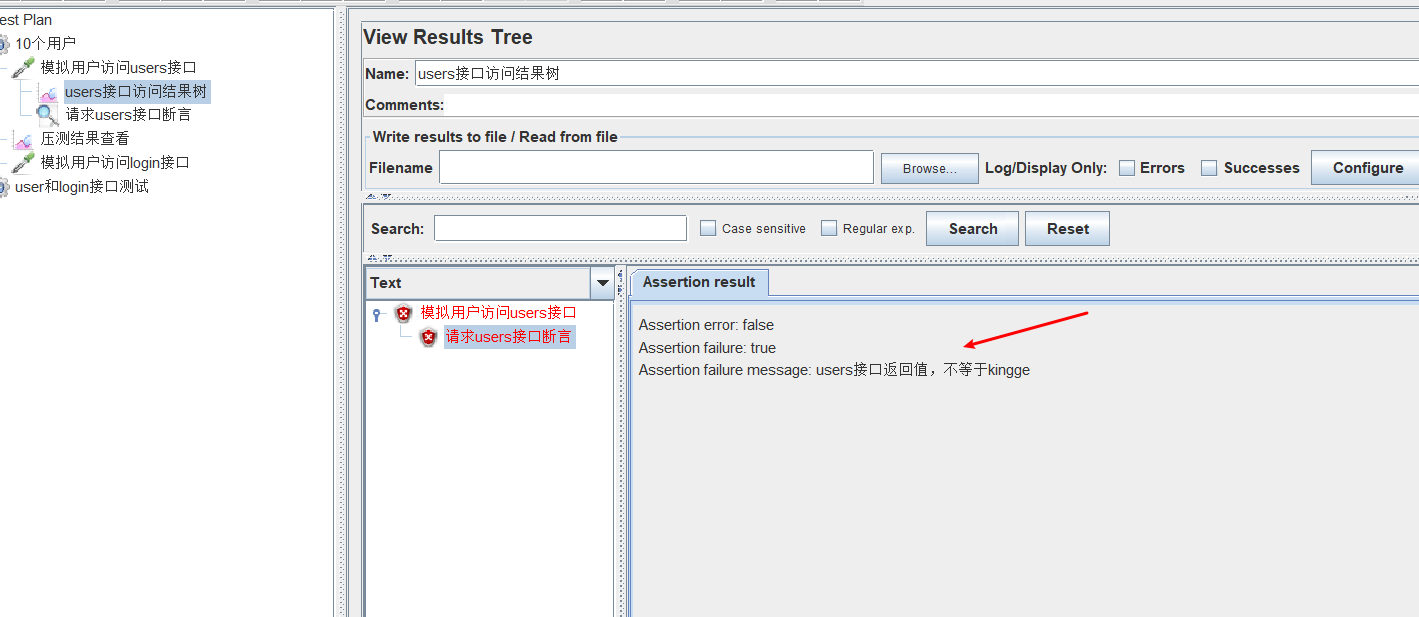 est Plan
10个用户
模拟用户访问users接口
users接口访问结果树
请求users接口断言
压测结果查看
模拟用户访问login接口
user和login接口测试
View Results Tree
Name: users接口访问结果树
Comments:
Write results to file / Read from file
Filename Browse... Log/Display Only: Errors Successes Configure
Search: Case sensitive Regular exp. Search Reset
Text
模拟用户访问users接口
请求users接口断言
Assertion result
Assertion error: false
Assertion failure: true
Assertion failure message: users接口返回值，不等于kingge